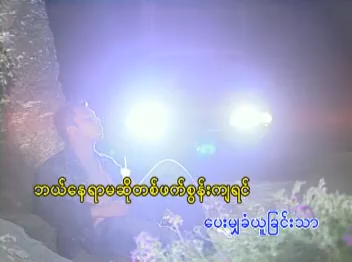 ဘယ်နေရာမဆိုတစ်ဖက်စွန်းကျရင်
ပေးမျှခံယူခြင်းသာ